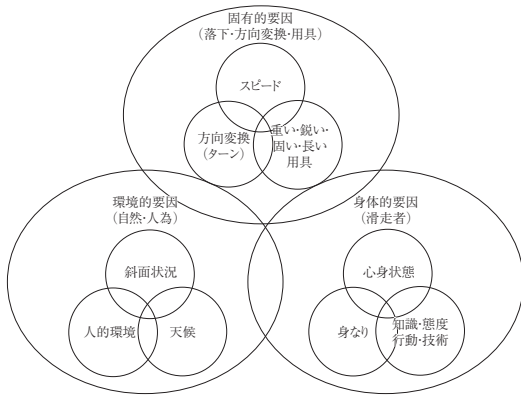 固有的要因
(落下・方向変換・用具)
スピード
方向変換
(ターン)
重い・鋭い・
固い・長い
用具
環境的要因
(自然・人為)
斜面状況
人的環境
天候
身体的要因
(滑走者)
心身状態
身なり
知識・態度
行動・技術